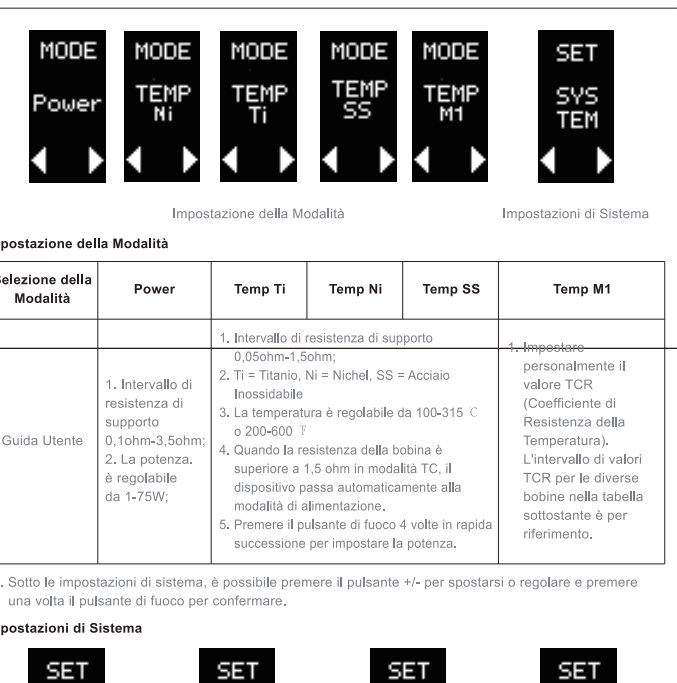 MODE MODE MODE MODE MODE SET
Power TEMP Ni TEMP Ti TEMP SS TEMP M1 SYS TEM
Impostazione della Modalità Impostazioni di Sistema
postazione della Modalità
elezione della
Modalità
Power
Temp Ti
Temp Ni
Temp SS
Temp M1
Guida Utente
1. Intervallo di
resistenza di
supporto
0,1ohm-3,5ohm;
2. La potenza.
è regolabile
da 1-75W;
1. Intervallo di resistenza di supporto
0,05ohm-1,5ohm;
2. Ti = Titanio, Ni = Nichel, SS = Acciaio
Inossidabile
3. La temperatura è regolabile da 100-315 ℃
o 200-600 ℉
4. Quando la resistenza della bobina è
superiore a 1,5 ohm in modalità TC, il
dispositivo passa automaticamente alla
modalità di alimentazione.
5. Premere il pulsante di fuoco 4 volte in rapida
successione per impostare la potenza.
1. Impostare
personalmente il
valore TCR
(Coefficiente di
Resistenza della
Temperatura).
L'intervallo di valori
TCR per le diverse
bobine nella tabella
sottostante è per
riferimento.
. Sotto le impostazioni di sistema, è possibile premere il pulsante +/- per spostarsi o regolare e premere
una volta il pulsante di fuoco per confermare.
postazioni di Sistema
SET SET SET SET